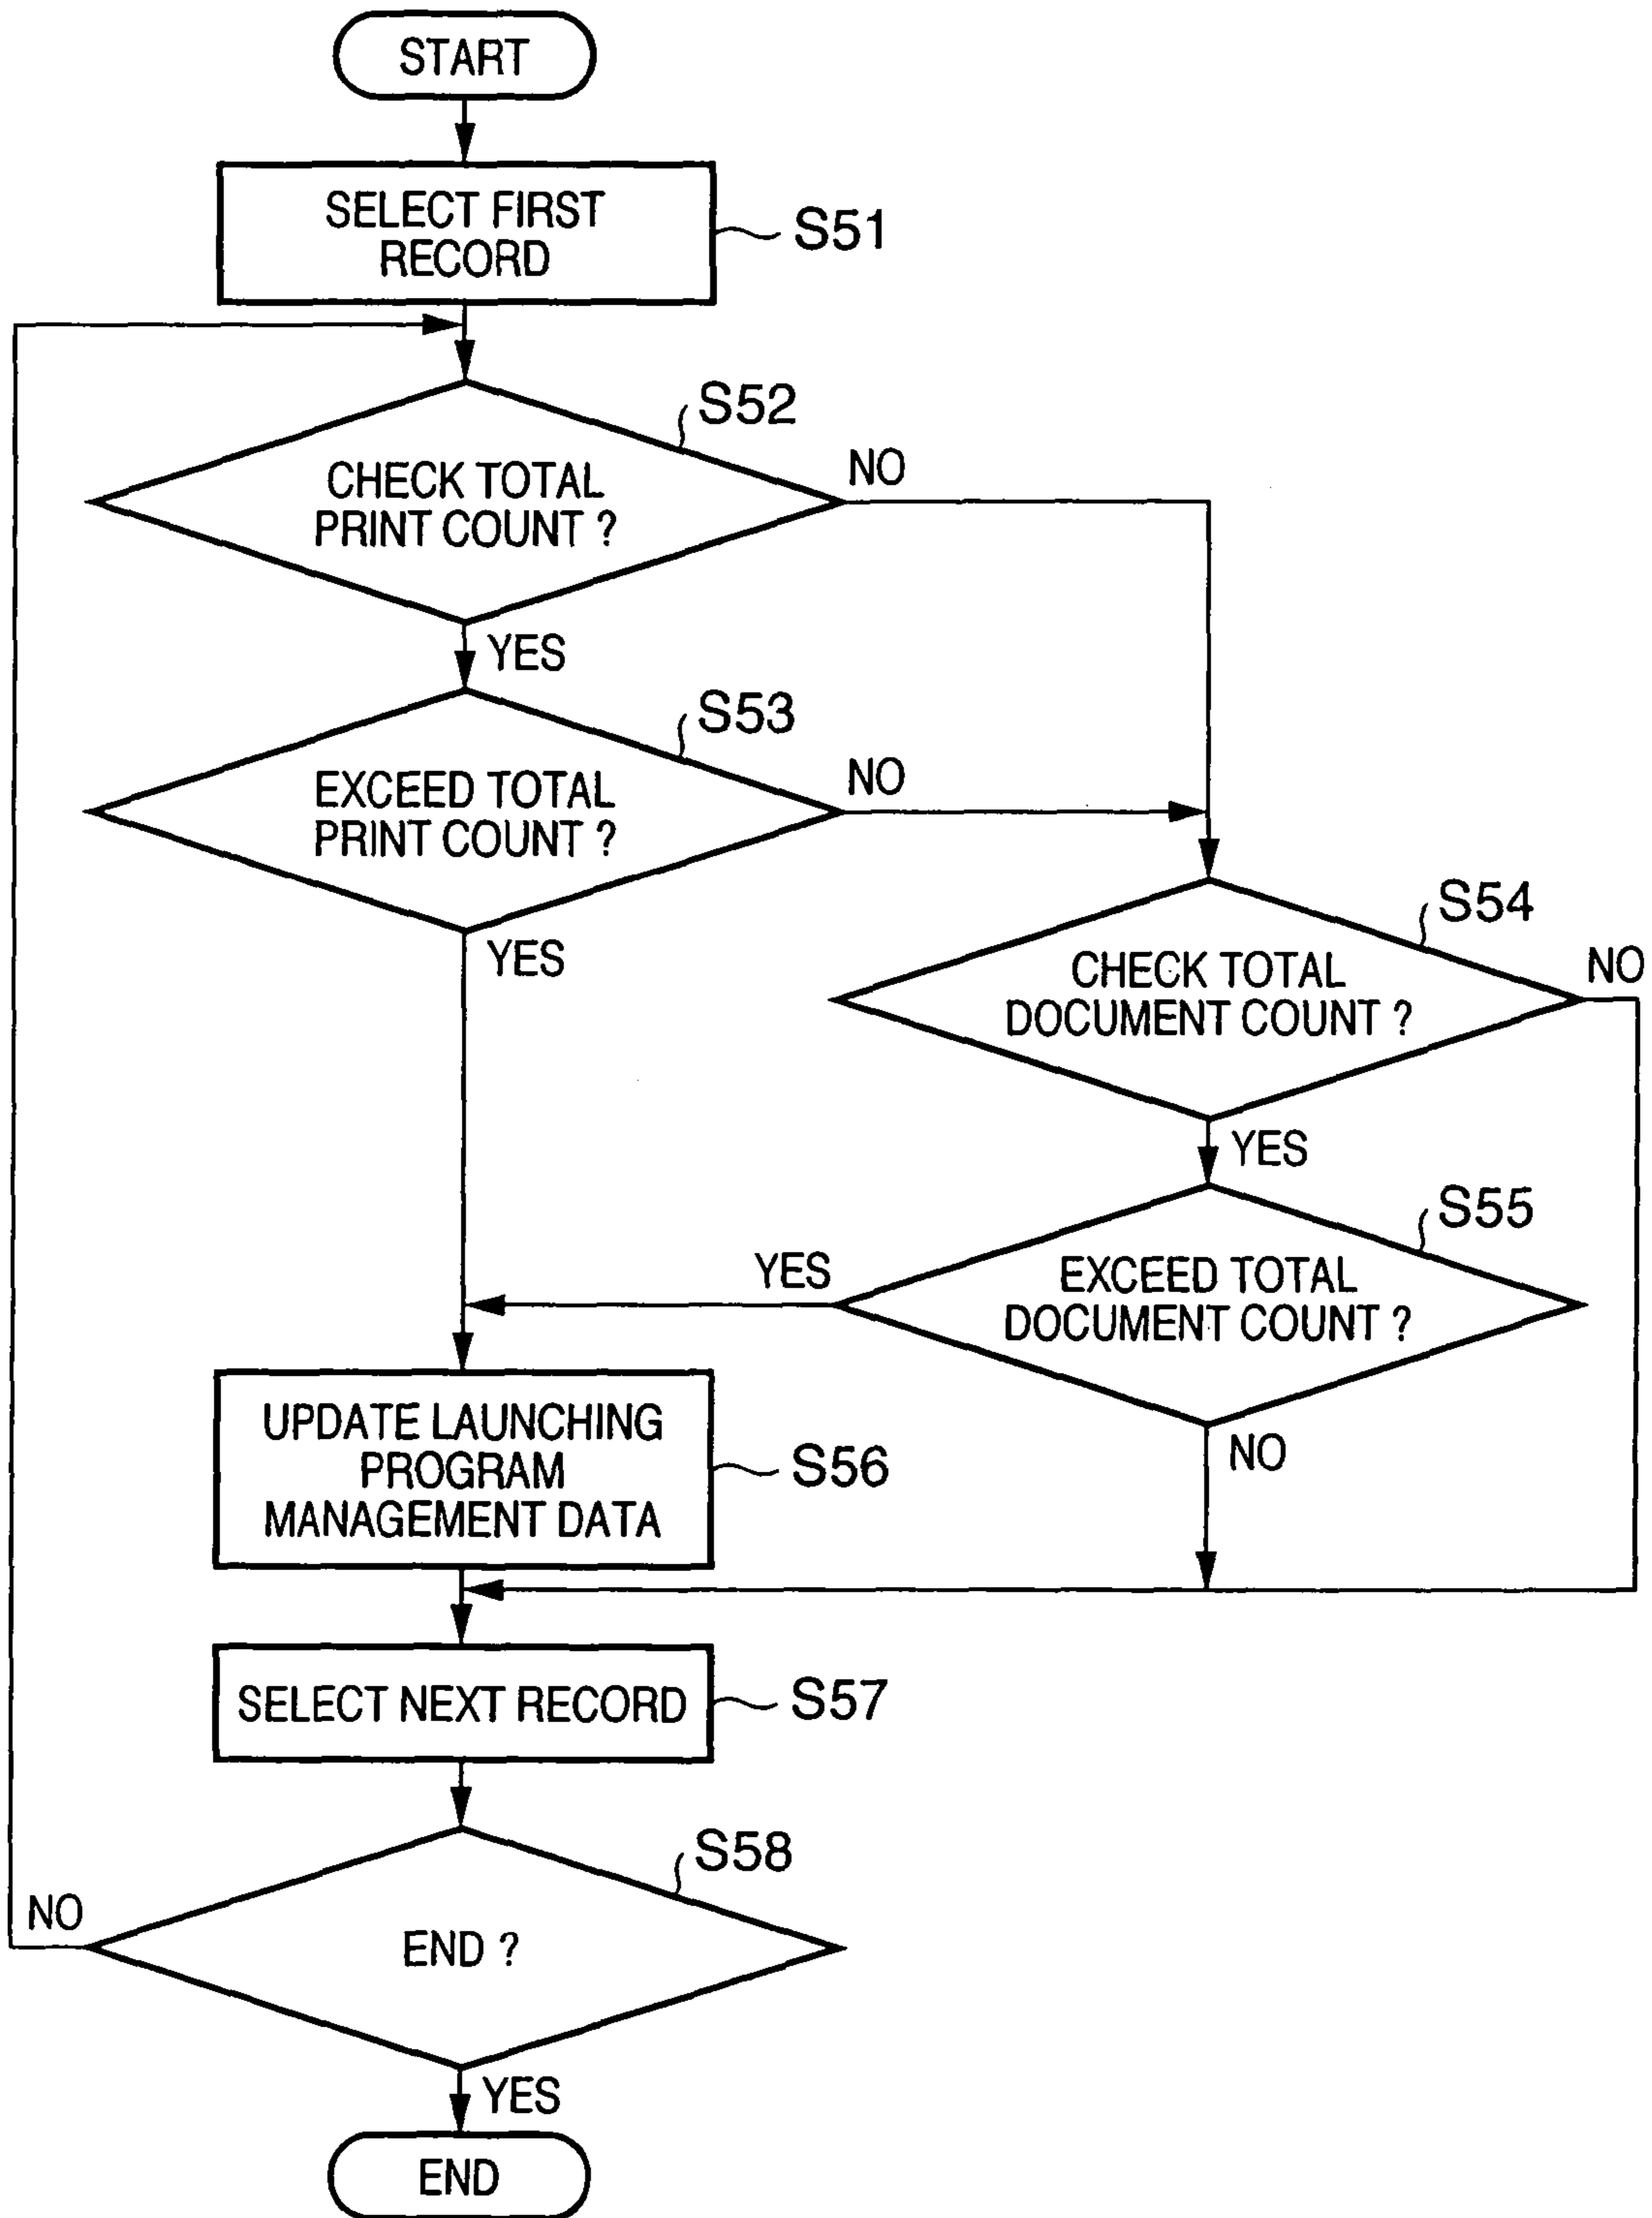 START
SELECT FIRST
RECORD
S51
S52
CHECK TOTAL
PRINT COUNT ?
NO
YES
S53
EXCEED TOTAL
PRINT COUNT ?
NO
YES
S54
CHECK TOTAL
DOCUMENT COUNT ?
NO
YES
S55
EXCEED TOTAL
DOCUMENT COUNT ?
YES
NO
UPDATE LAUNCHING
PROGRAM
MANAGEMENT DATA
S56
SELECT NEXT RECORD
S57
S58
END ?
NO
YES
END